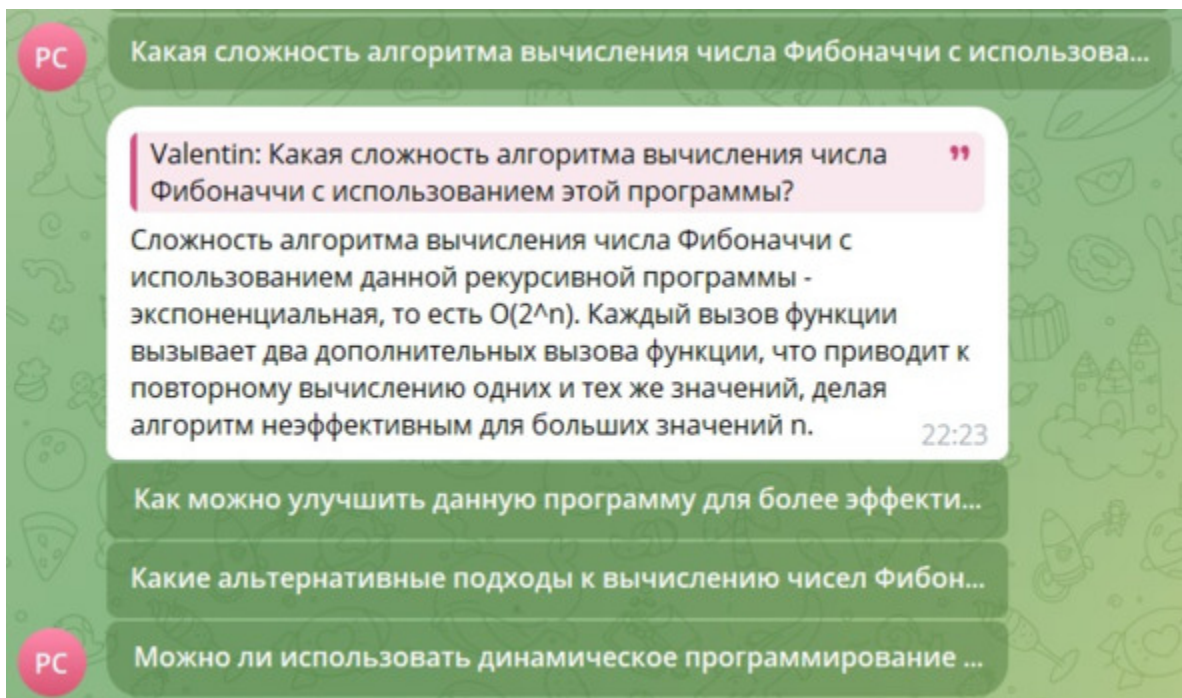 PC
Какая сложность алгоритма вычисления числа Фибоначчи с использова...
Valentin: Какая сложность алгоритма вычисления числа
Фибоначчи с использованием этой программы?
Сложность алгоритма вычисления числа Фибоначчи с
использованием данной рекурсивной программы -
экспоненциальная, то есть O(2^n). Каждый вызов функции
вызывает два дополнительных вызова функции, что приводит к
повторному вычислению одних и тех же значений, делая
алгоритм неэффективным для больших значений n.
22:23
Как можно улучшить данную программу для более эффекти...
Какие альтернативные подходы к вычислению чисел Фибон...
PC
Можно ли использовать динамическое программирование ...